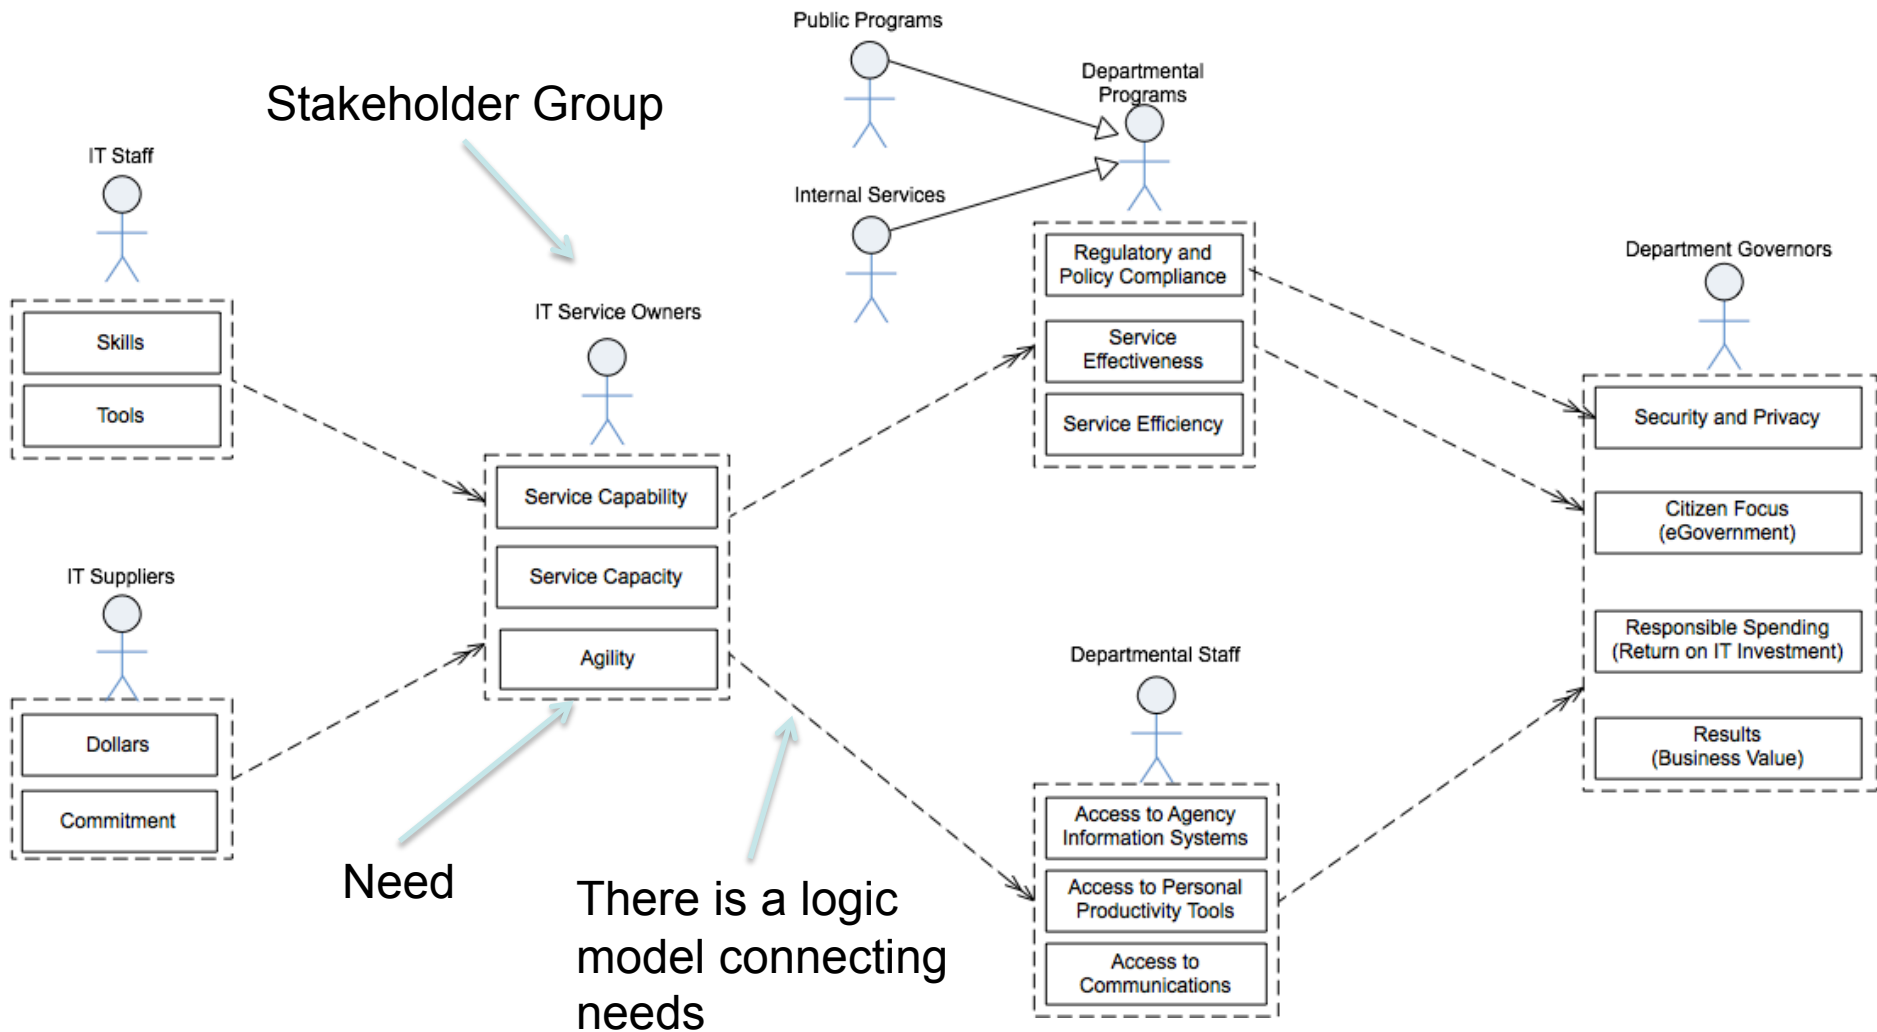 Public Programs
Departmental
Programs
Stakeholder Group
IT Staff
Internal Services
Regulatory and
Policy Compliance
Department Governors
IT Service Owners
Skills
Service
Effectiveness
Tools
Service Efficiency
Security and Privacy
Service Capability
Citizen Focus
(eGovernment)
IT Suppliers
Service Capacity
Responsible Spending
(Return on IT Investment)
Agility
Departmental Staff
Dollars
Results
(Business Value)
Commitment
Access to Agency
Information Systems
Need
There is a logic
model connecting
needs
Access to Personal
Productivity Tools
Access to
Communications